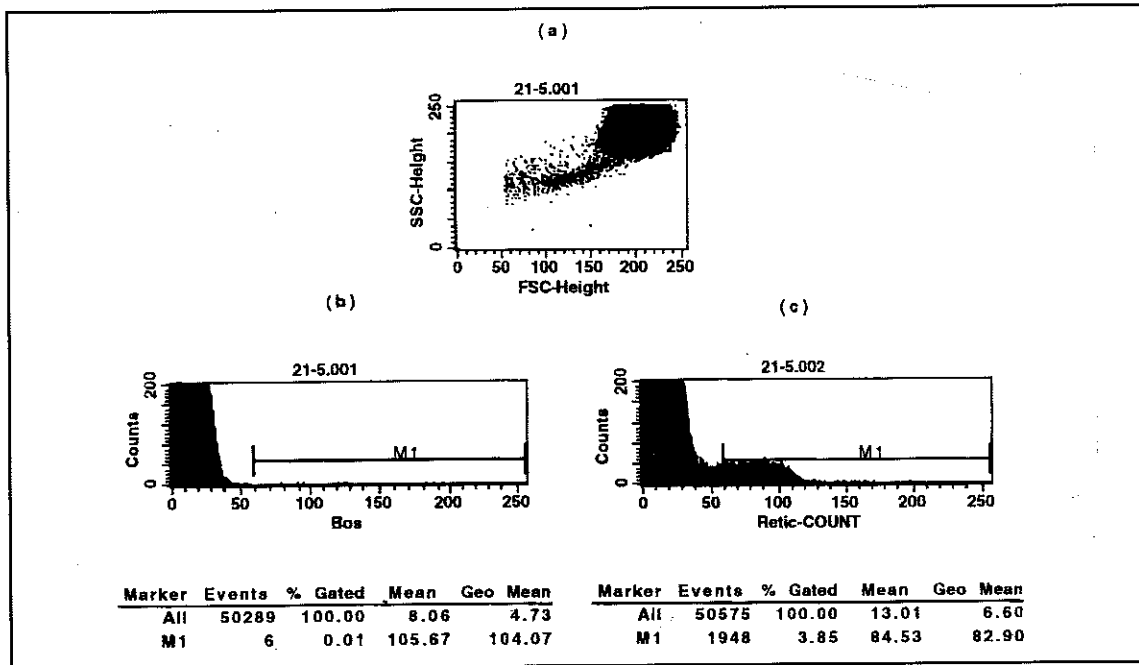 (a)
21-5.001
250
SSC-Height
0
0 50 100 150 200 250
FSC-Height
(b)
21-5.001
200
Counts
M1
0
0 50 100 150 200 250
Bos
(c)
21-5.002
200
Counts
M1
0
0 50 100 150 200 250
Retic-COUNT
Marker Events % Gated Mean Geo Mean
All 50289 100.00 8.06 4.73
M1 6 0.01 105.67 104.07
Marker Events % Gated Mean Geo Mean
All 50575 100.00 13.01 6.60
M1 1948 3.85 84.53 82.90